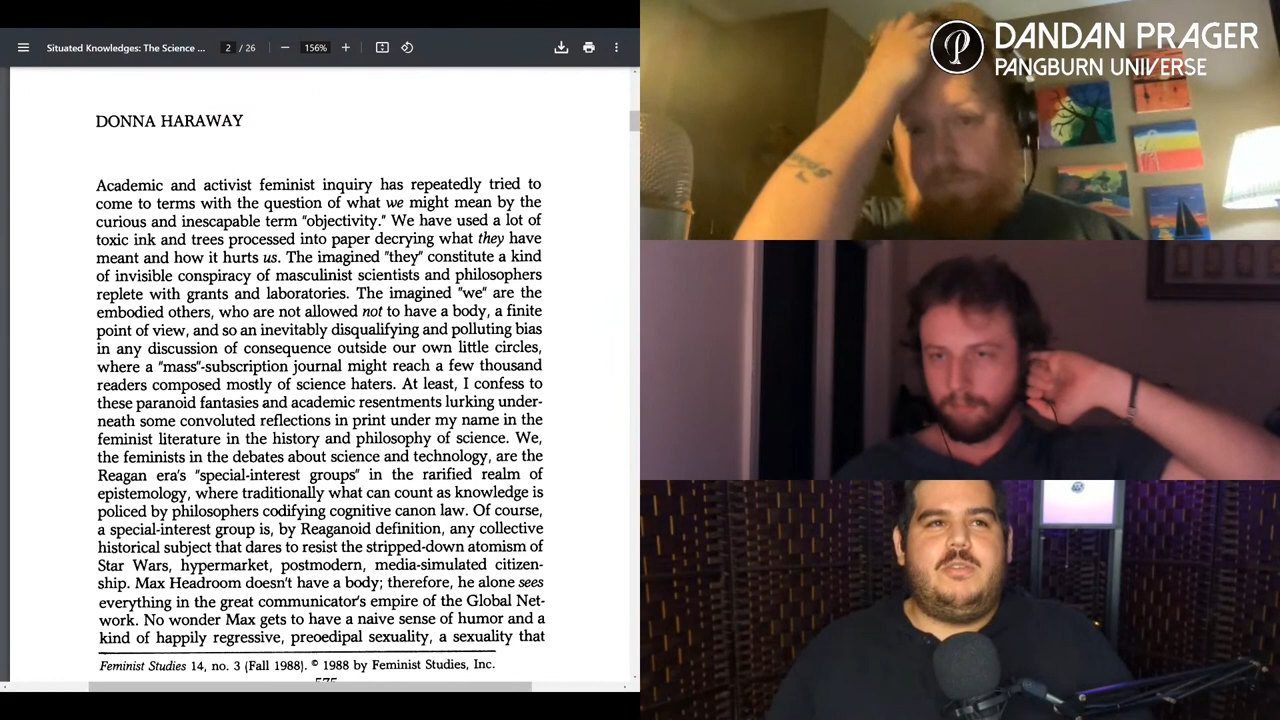 Situated Knowledges: The Science ...
2 / 26
156%
DONNA HARAWAY
Academic and activist feminist inquiry has repeatedly tried to
come to terms with the question of what we might mean by the
curious and inescapable term "objectivity." We have used a lot of
toxic ink and trees processed into paper decrying what they have
meant and how it hurts us. The imagined "they" constitute a kind
of invisible conspiracy of masculinist scientists and philosophers
replete with grants and laboratories. The imagined "we" are the
embodied others, who are not allowed not to have a body, a finite
point of view, and so an inevitably disqualifying and polluting bias
in any discussion of consequence outside our own little circles,
where a "mass"-subscription journal might reach a few thousand
readers composed mostly of science haters. At least, I confess to
these paranoid fantasies and academic resentments lurking under-
neath some convoluted reflections in print under my name in the
feminist literature in the history and philosophy of science. We,
the feminists in the debates about science and technology, are the
Reagan era's "special-interest groups" in the rarified realm of
epistemology, where traditionally what can count as knowledge is
policed by philosophers codifying cognitive canon law. Of course,
a special-interest group is, by Reaganoid definition, any collective
historical subject that dares to resist the stripped-down atomism of
Star Wars, hypermarket, postmodern, media-simulated citizen-
ship. Max Headroom doesn't have a body; therefore, he alone sees
everything in the great communicator's empire of the Global Net-
work. No wonder Max gets to have a naive sense of humor and a
kind of happily regressive, preoedipal sexuality, a sexuality that
Feminist Studies 14, no. 3 (Fall 1988). © 1988 by Feminist Studies, Inc.
P
DANDAN PRAGER
PANGBURN UNIVERSE